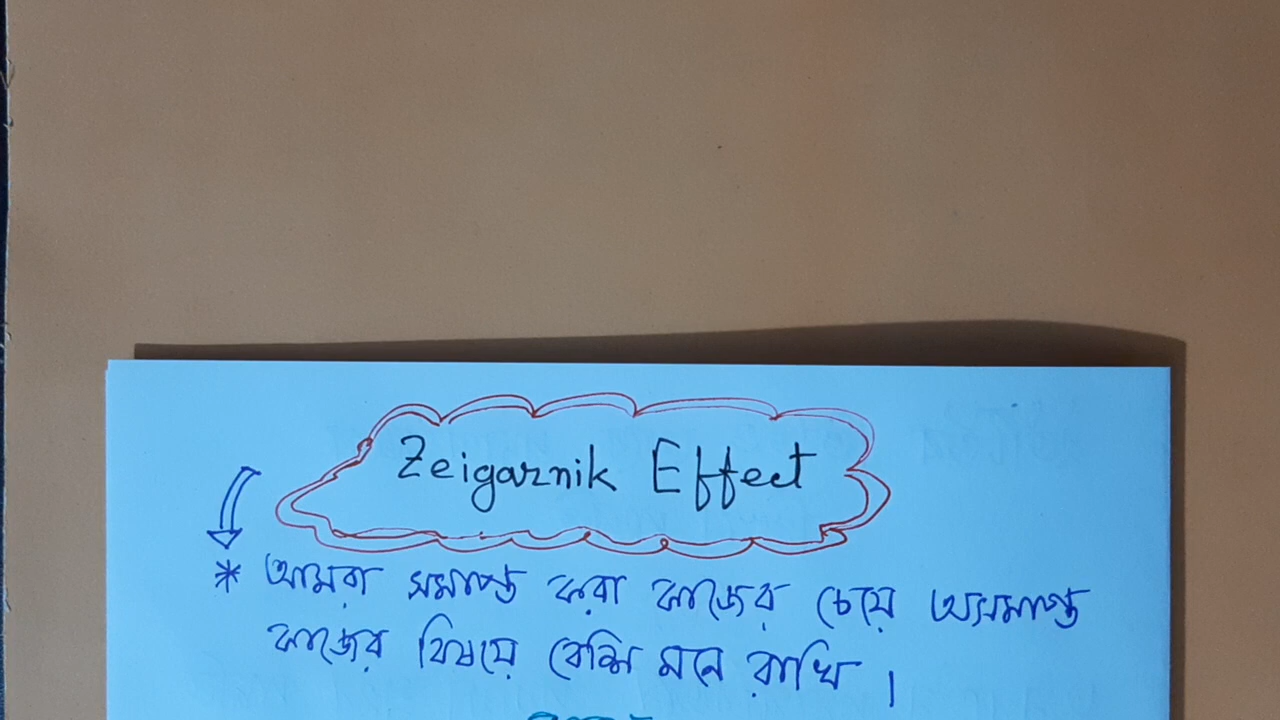 Zeigarnik Effect
* আমরা সমাপ্ত করা কাজের চেয়ে অসমাপ্ত
কাজের বিষয়ে বেশি মনে রাখি ।